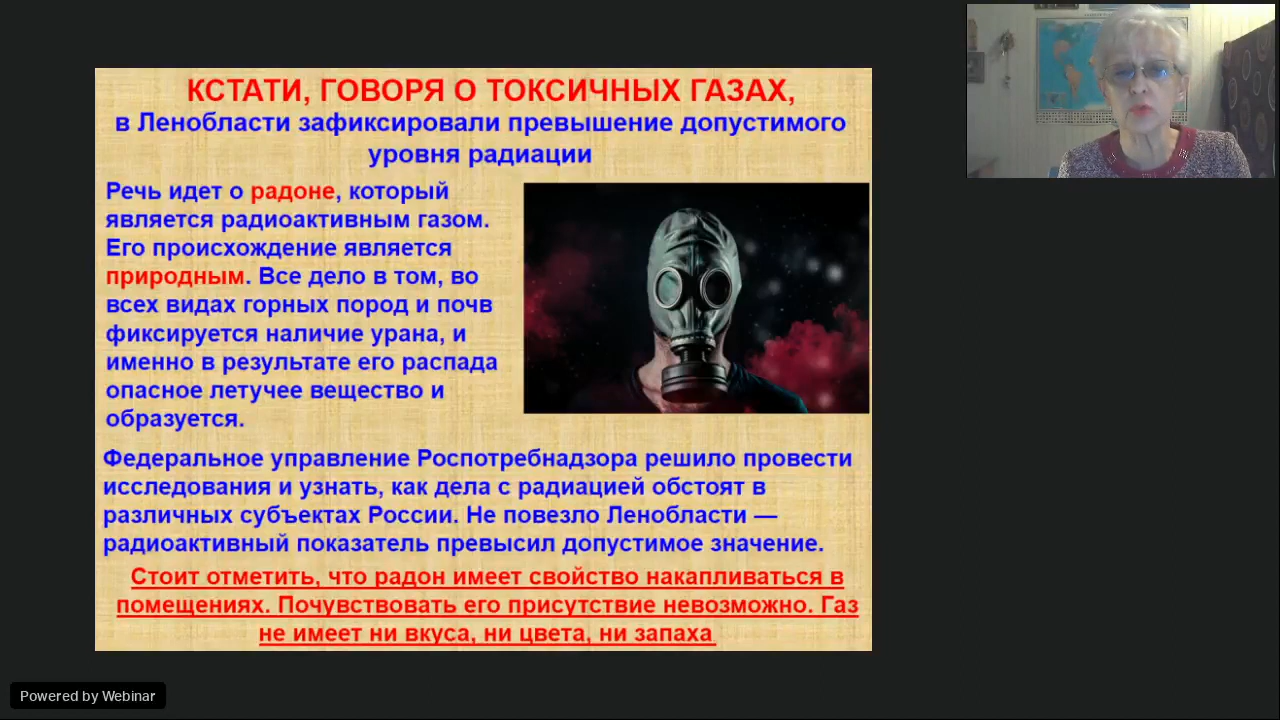 КСТАТИ, ГОВОРЯ О ТОКСИЧНЫХ ГАЗАХ,
в Ленобласти зафиксировали превышение допустимого
уровня радиации
Речь идет о радоне, который
является радиоактивным газом.
Его происхождение является
природным. Все дело в том, во
всех видах горных пород и почв
фиксируется наличие урана, и
именно в результате его распада
опасное летучее вещество и
образуется.
Федеральное управление Роспотребнадзора решило провести
исследования и узнать, как дела с радиацией обстоят в
различных субъектах России. Не повезло Ленобласти —
радиоактивный показатель превысил допустимое значение.
Стоит отметить, что радон имеет свойство накапливаться в
помещениях. Почувствовать его присутствие невозможно. Газ
не имеет ни вкуса, ни цвета, ни запаха
Powered by Webinar